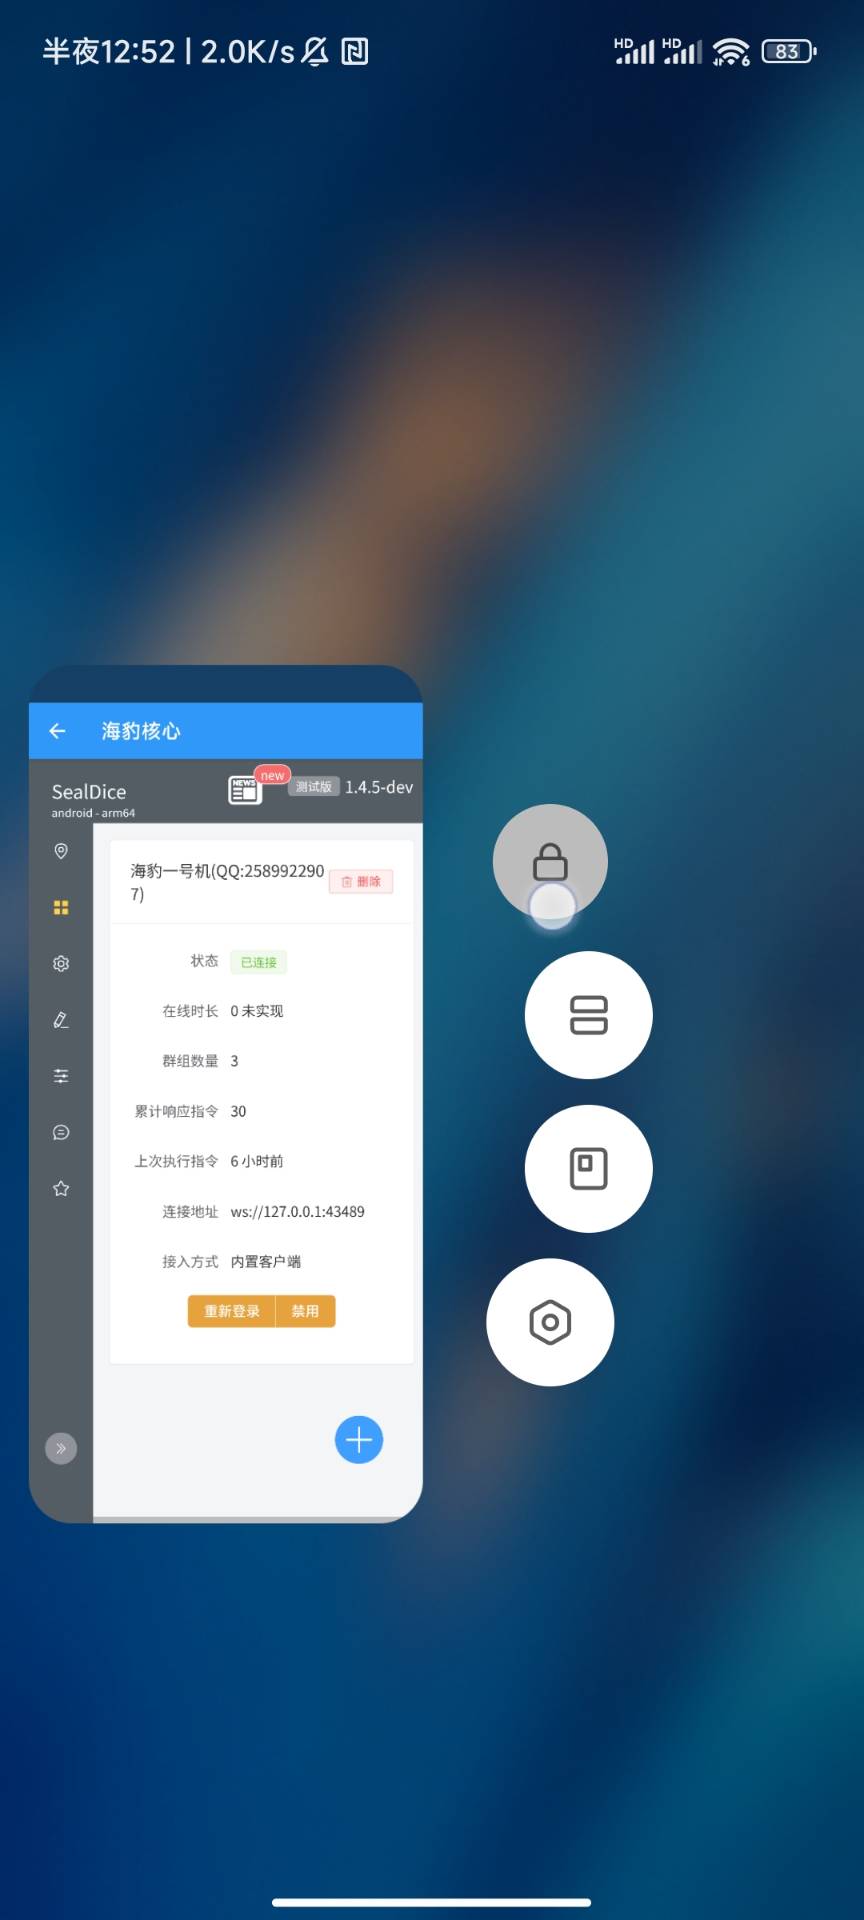 半夜12:52 | 2.0K/s
HD HD 6 83
海豹核心
SealDice
android - arm64
NEWS new 测试版 1.4.5-dev
海豹一号机(QQ:258992290
7)
删除
状态 已连接
在线时长 0 未实现
群组数量 3
累计响应指令 30
上次执行指令 6 小时前
连接地址 ws://127.0.0.1:43489
接入方式 内置客户端
重新登录 禁用